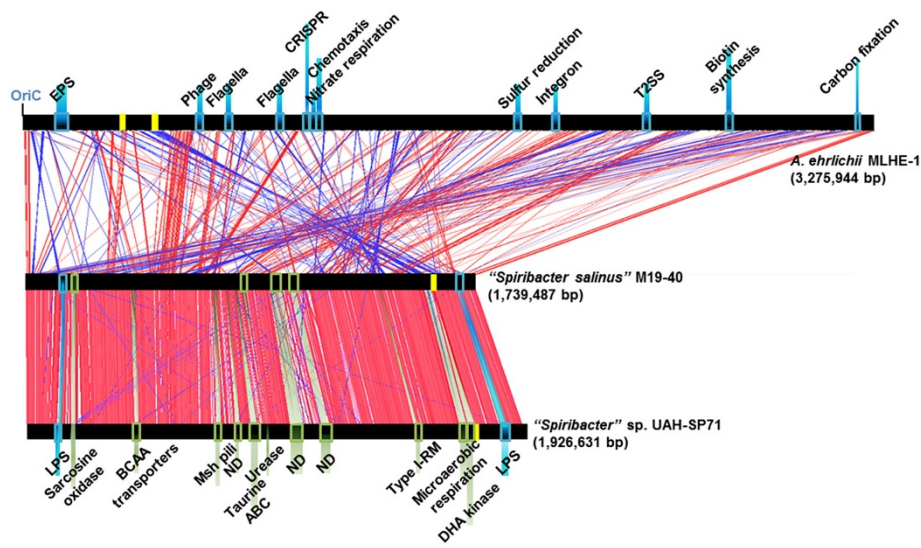 OriC
EPS
Phage
Flagella
Flagella
CRISPR
Chemotaxis
Nitrate respiration
Sulfur reduction
Integron
T2SS
Biotin
synthesis
Carbon fixation
A. ehrlichii MLHE-1
(3,275,944 bp)
“Spiribacter salinus” M19-40
(1,739,487 bp)
“Spiribacter” sp. UAH-SP71
(1,926,631 bp)
LPS
Sarcosine
oxidase
BCAA
transporters
Msh pili
ND
Urease
Taurine
ABC
ND
ND
Type I-RM
Microaerobic
respiration
DHA kinase
LPS